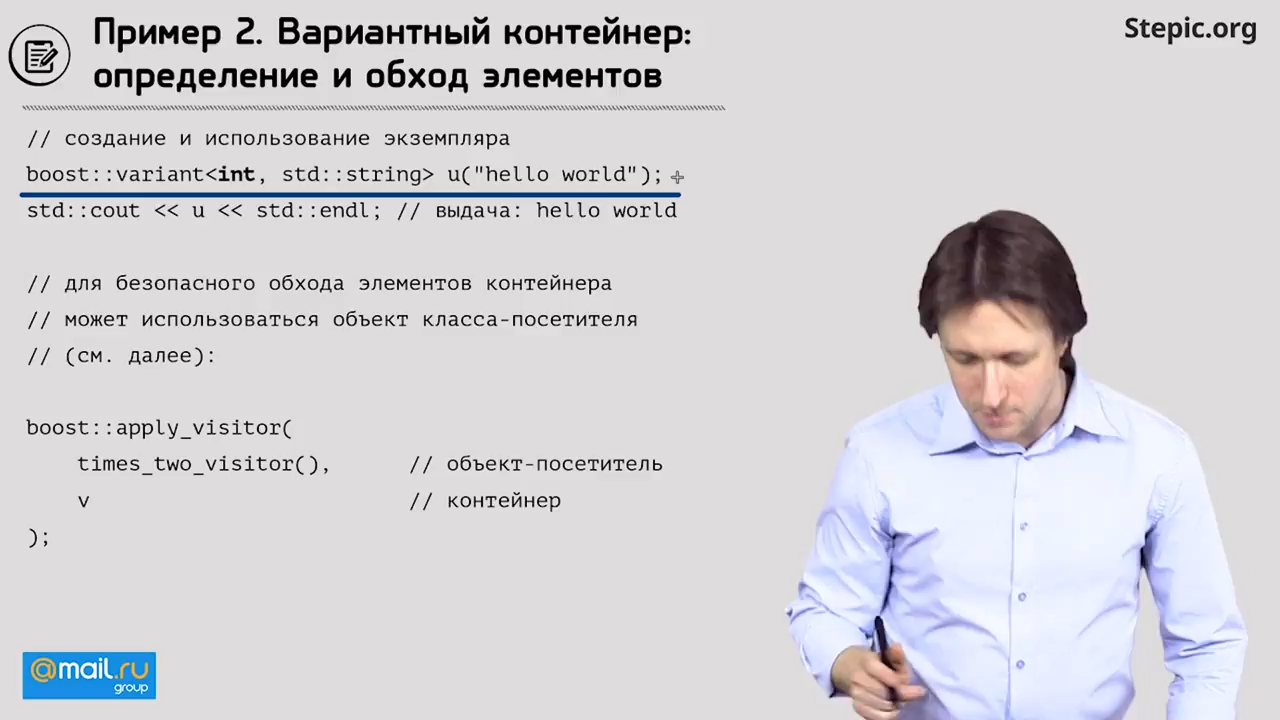 Пример 2. Вариантный контейнер:
определение и обход элементов
Stepic.org
// создание и использование экземпляра
boost::variant<int, std::string> u("hello world");
std::cout << u << std::endl; // выдача: hello world
// для безопасного обхода элементов контейнера
// может использоваться объект класса-посетителя
// (см. далее):
boost::apply_visitor(
times_two_visitor(), // объект-посетитель
v // контейнер
);
@mail.ru
group